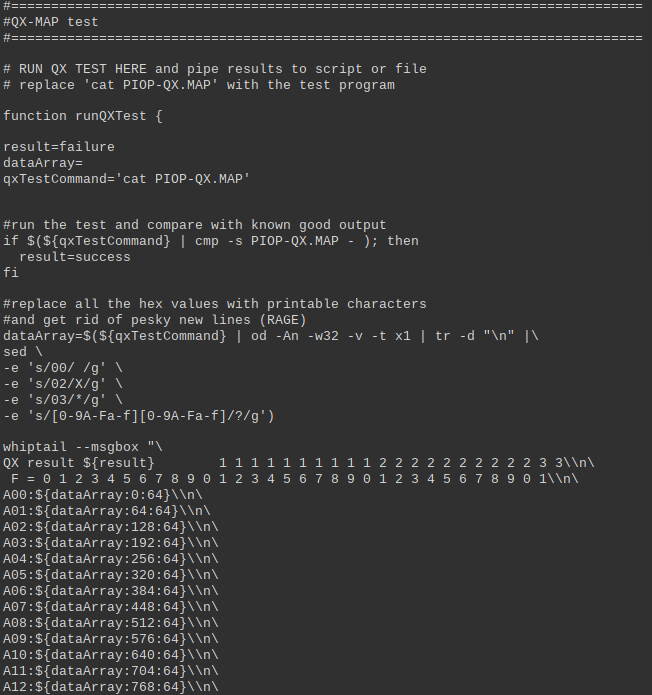 #===============================================================================
#QX-MAP test
#===============================================================================
# RUN QX TEST HERE and pipe results to script or file
# replace 'cat PIOP-QX.MAP' with the test program
function runQXTest {
result=failure
dataArray=
qxTestCommand='cat PIOP-QX.MAP'
#run the test and compare with known good output
if $(${qxTestCommand} | cmp -s PIOP-QX.MAP - ); then
  result=success
fi
#replace all the hex values with printable characters
#and get rid of pesky new lines (RAGE)
dataArray=$(${qxTestCommand} | od -An -w32 -v -t x1 | tr -d "\n" |\
sed \
-e 's/00/ /g' \
-e 's/02/X/g' \
-e 's/03/*/g' \
-e 's/[0-9A-Fa-f][0-9A-Fa-f]/?/g')
whiptail --msgbox "\
QX result ${result}        1 1 1 1 1 1 1 1 1 1 2 2 2 2 2 2 2 2 2 2 3 3\\n\
 F = 0 1 2 3 4 5 6 7 8 9 0 1 2 3 4 5 6 7 8 9 0 1 2 3 4 5 6 7 8 9 0 1\\n\
A00:${dataArray:0:64}\\n\
A01:${dataArray:64:64}\\n\
A02:${dataArray:128:64}\\n\
A03:${dataArray:192:64}\\n\
A04:${dataArray:256:64}\\n\
A05:${dataArray:320:64}\\n\
A06:${dataArray:384:64}\\n\
A07:${dataArray:448:64}\\n\
A08:${dataArray:512:64}\\n\
A09:${dataArray:576:64}\\n\
A10:${dataArray:640:64}\\n\
A11:${dataArray:704:64}\\n\
A12:${dataArray:768:64}\\n\